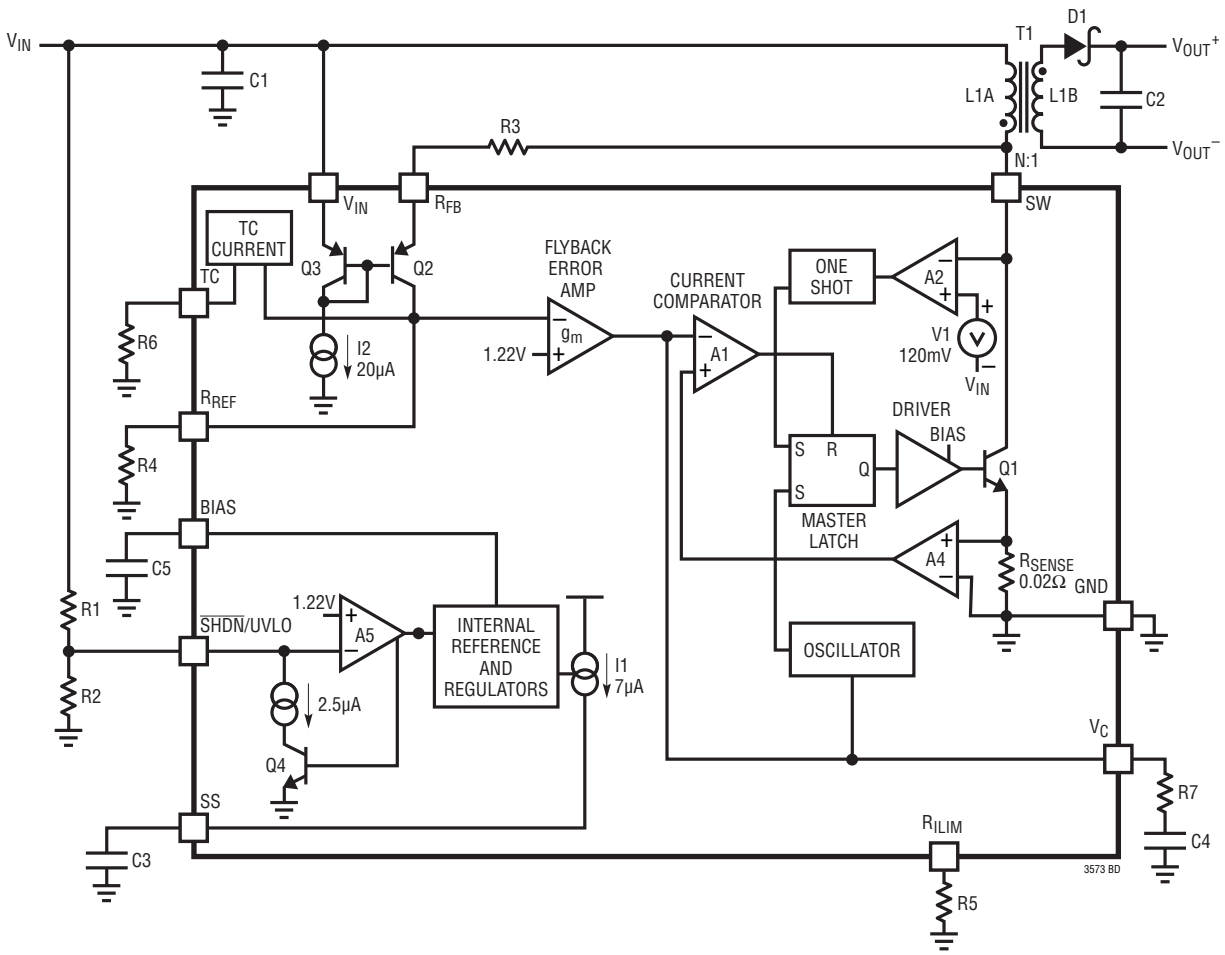 D1
T1
VIN
VOUT+
C1
L1A
L1B
C2
R3
VOUT–
N:1
VIN
RFB
SW
TC
CURRENT
FLYBACK
ERROR
AMP
ONE
SHOT
–
A2
+
TC
Q3
Q2
CURRENT
COMPARATOR
+
V1
120mV
V
–
VIN
R6
I2
20µA
–
gm
1.22V
+
–
A1
+
RREF
DRIVER
BIAS
R4
S
R
Q
S
Q1
BIAS
MASTER
LATCH
+
A4
–
RSENSE
0.02Ω
GND
C5
R1
1.22V
+
A5
–
SHDN/UVLO
INTERNAL
REFERENCE
AND
REGULATORS
I1
7µA
OSCILLATOR
R2
2.5µA
VC
Q4
R7
SS
RILIM
C4
C3
3573 BD
R5